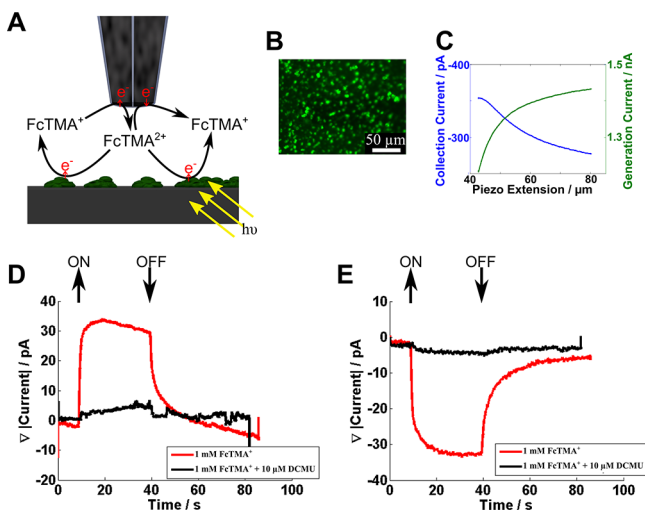 A
e-
e-
FcTMA+
FcTMA2+
FcTMA+
e-
e-
hυ
B
50 µm
C
Collection Current / pA
-400
-300
40
60
80
Piezo Extension / µm
1.5
1.3
Generation Current / nA
D
ON
OFF
∇ |Current| / pA
40
30
20
10
0
-10
-20
0
20
40
60
80
100
Time / s
1 mM FcTMA+
1 mM FcTMA+ + 10 µM DCMU
E
ON
OFF
∇ |Current| / pA
10
0
-10
-20
-30
-40
0
20
40
60
80
100
Time / s
1 mM FcTMA+
1 mM FcTMA+ + 10 µM DCMU